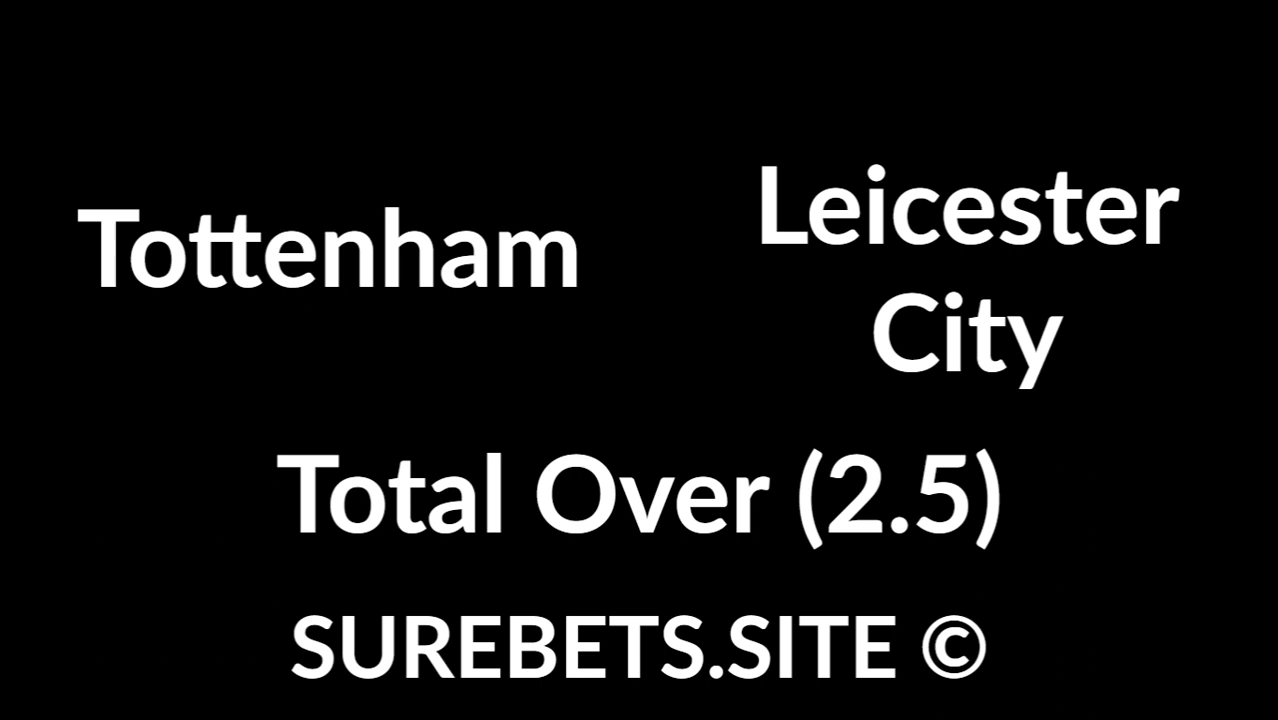 Tottenham
Leicester
City
Total Over (2.5)
SUREBETS.SITE ©